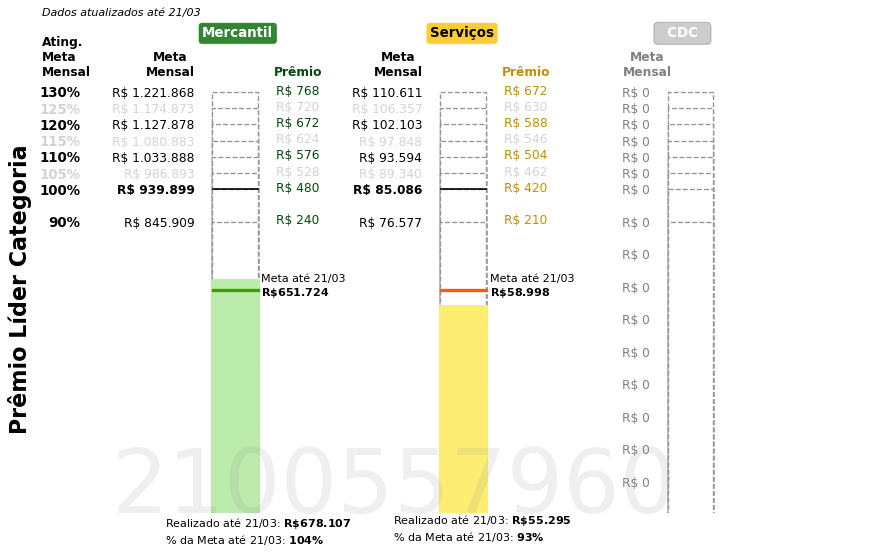 Dados atualizados até 21/03
Mercantil
Serviços
CDC
Ating.
Meta
Mensal
Meta
Mensal
Prêmio
Meta
Mensal
Prêmio
Meta
Mensal
130% R$ 1.221.868 R$ 768 R$ 110.611 R$ 672 R$ 0
125% R$ 1.174.873 R$ 720 R$ 106.357 R$ 630 R$ 0
120% R$ 1.127.878 R$ 672 R$ 102.103 R$ 588 R$ 0
115% R$ 1.080.883 R$ 624 R$ 97.848 R$ 546 R$ 0
110% R$ 1.033.888 R$ 576 R$ 93.594 R$ 504 R$ 0
105% R$ 986.893 R$ 528 R$ 89.340 R$ 462 R$ 0
100% R$ 939.899 R$ 480 R$ 85.086 R$ 420 R$ 0
90% R$ 845.909 R$ 240 R$ 76.577 R$ 210 R$ 0
R$ 0
Meta até 21/03
R$651.724
Meta até 21/03
R$58.998
R$ 0
R$ 0
R$ 0
R$ 0
R$ 0
R$ 0
R$ 0
Prêmio Líder Categoria
2100557960
Realizado até 21/03: R$678.107
% da Meta até 21/03: 104%
Realizado até 21/03: R$55.295
% da Meta até 21/03: 93%